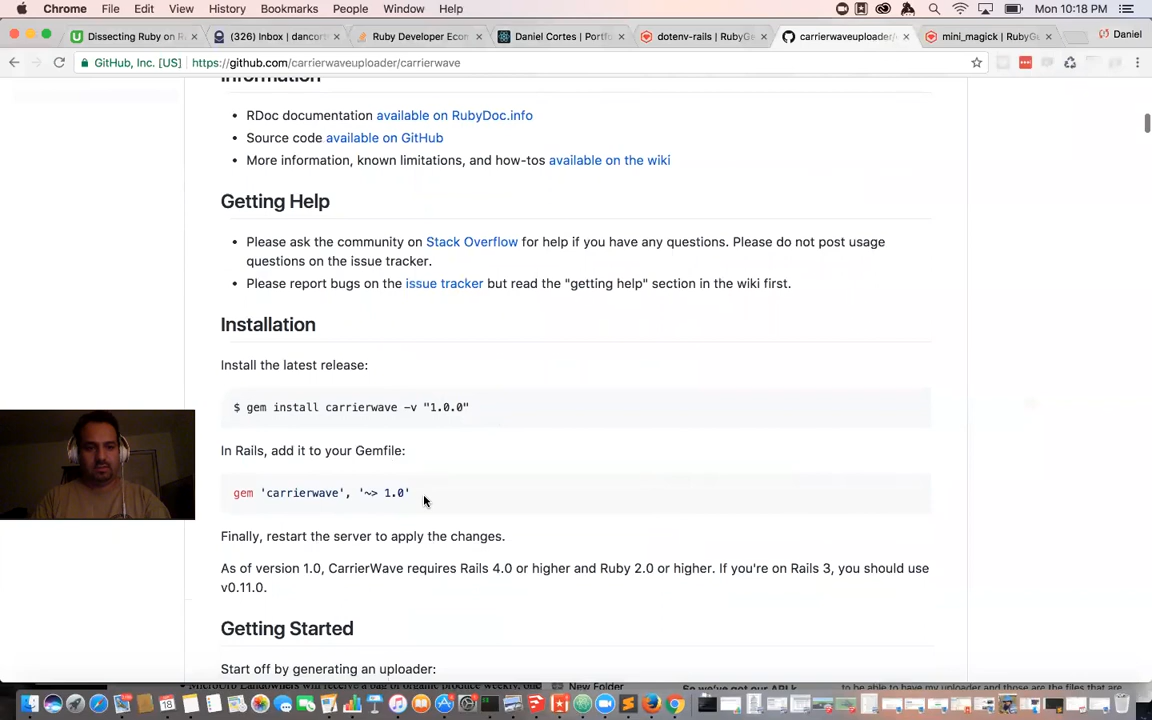 Chrome File Edit View History Bookmarks People Window Help Mon 10:18 PM
Dissecting Ruby on R
(326) Inbox | dancort
Ruby Developer Econ
Daniel Cortes | Portfo
dotenv-rails | RubyGe
carrierwaveuploader/c
mini_magick | RubyG
Daniel
GitHub, Inc. [US] https://github.com/carrierwaveuploader/carrierwave
Information
• RDoc documentation available on RubyDoc.info
• Source code available on GitHub
• More information, known limitations, and how-tos available on the wiki
Getting Help
• Please ask the community on Stack Overflow for help if you have any questions. Please do not post usage
questions on the issue tracker.
• Please report bugs on the issue tracker but read the "getting help" section in the wiki first.
Installation
Install the latest release:
$ gem install carrierwave -v "1.0.0"
In Rails, add it to your Gemfile:
gem 'carrierwave', '~> 1.0'
Finally, restart the server to apply the changes.
As of version 1.0, CarrierWave requires Rails 4.0 or higher and Ruby 2.0 or higher. If you're on Rails 3, you should use
v0.11.0.
Getting Started
Start off by generating an uploader:
New Folder